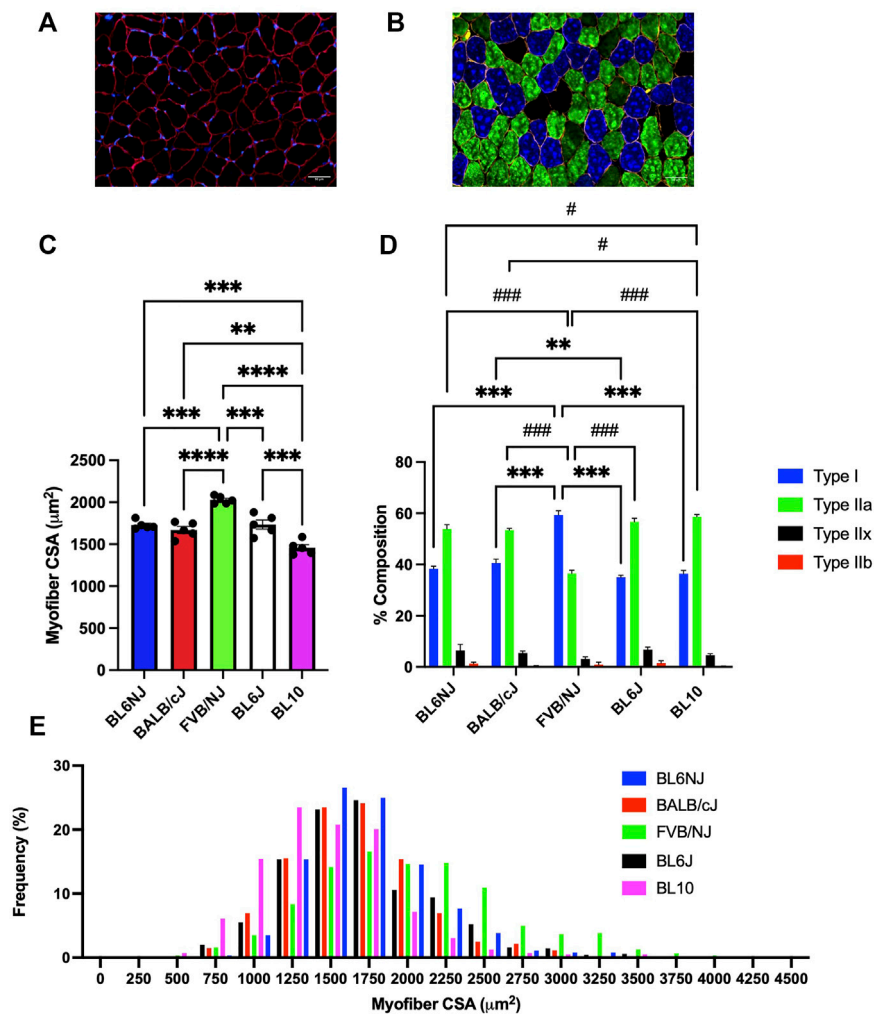 A
B
C
D
#
#
***
###
###
**
**
****
***
***
***
***
###
###
****
***
***
***
Myofiber CSA (μm2)
2500
2000
1500
1000
500
0
BL6NJ
BALB/cJ
FVB/NJ
BL6J
BL10
% Composition
80
60
40
20
0
BL6NJ
BALB/cJ
FVB/NJ
BL6J
BL10
Type I
Type IIa
Type IIx
Type IIb
E
Frequency (%)
30
20
10
0
0 250 500 750 1000 1250 1500 1750 2000 2250 2500 2750 3000 3250 3500 3750 4000 4250 4500
Myofiber CSA (μm2)
BL6NJ
BALB/cJ
FVB/NJ
BL6J
BL10